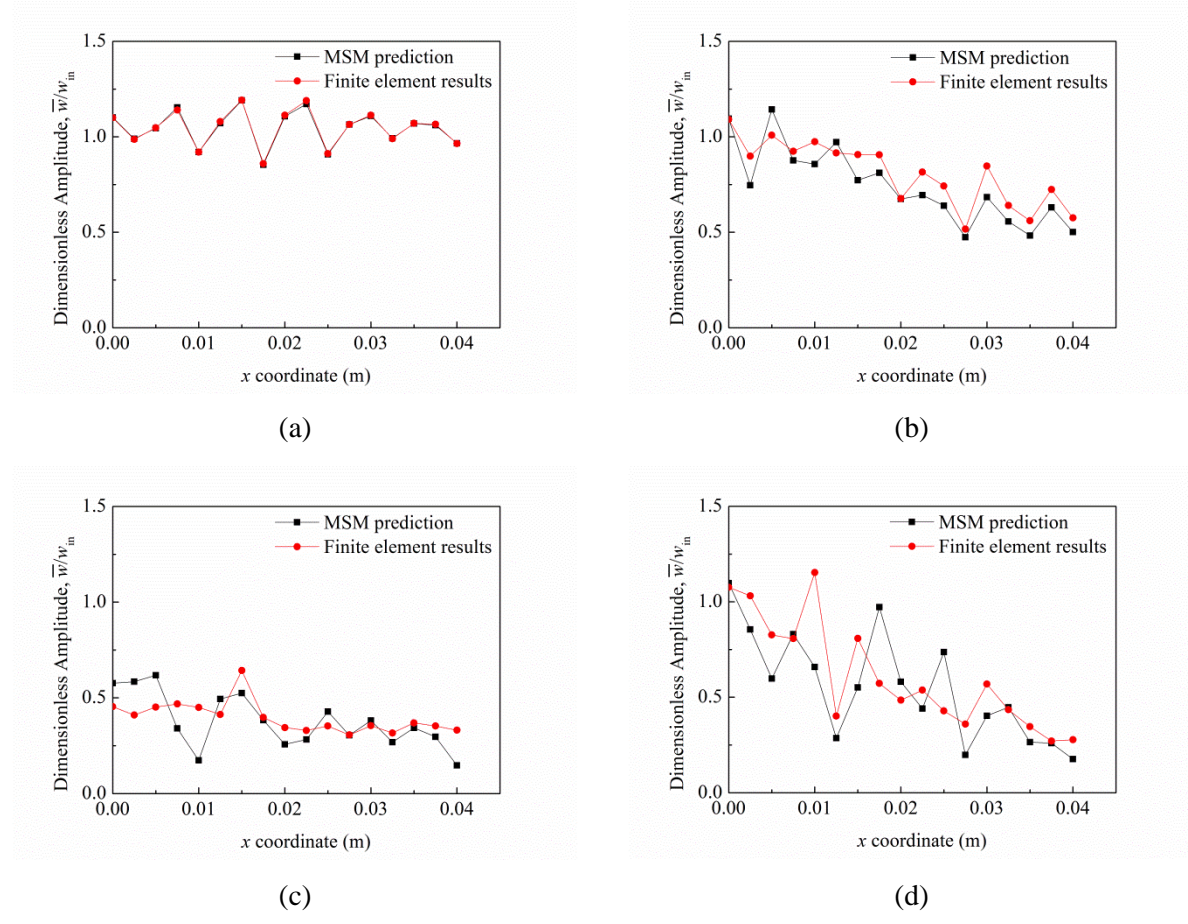 1.5
MSM prediction
Finite element results
1.0
0.5
0.0
Dimensionless Amplitude, w̅/w_in
0.00 0.01 0.02 0.03 0.04
x coordinate (m)
(a)
1.5
MSM prediction
Finite element results
1.0
0.5
0.0
Dimensionless Amplitude, w̅/w_in
0.00 0.01 0.02 0.03 0.04
x coordinate (m)
(b)
1.5
MSM prediction
Finite element results
1.0
0.5
0.0
Dimensionless Amplitude, w̅/w_in
0.00 0.01 0.02 0.03 0.04
x coordinate (m)
(c)
1.5
MSM prediction
Finite element results
1.0
0.5
0.0
Dimensionless Amplitude, w̅/w_in
0.00 0.01 0.02 0.03 0.04
x coordinate (m)
(d)